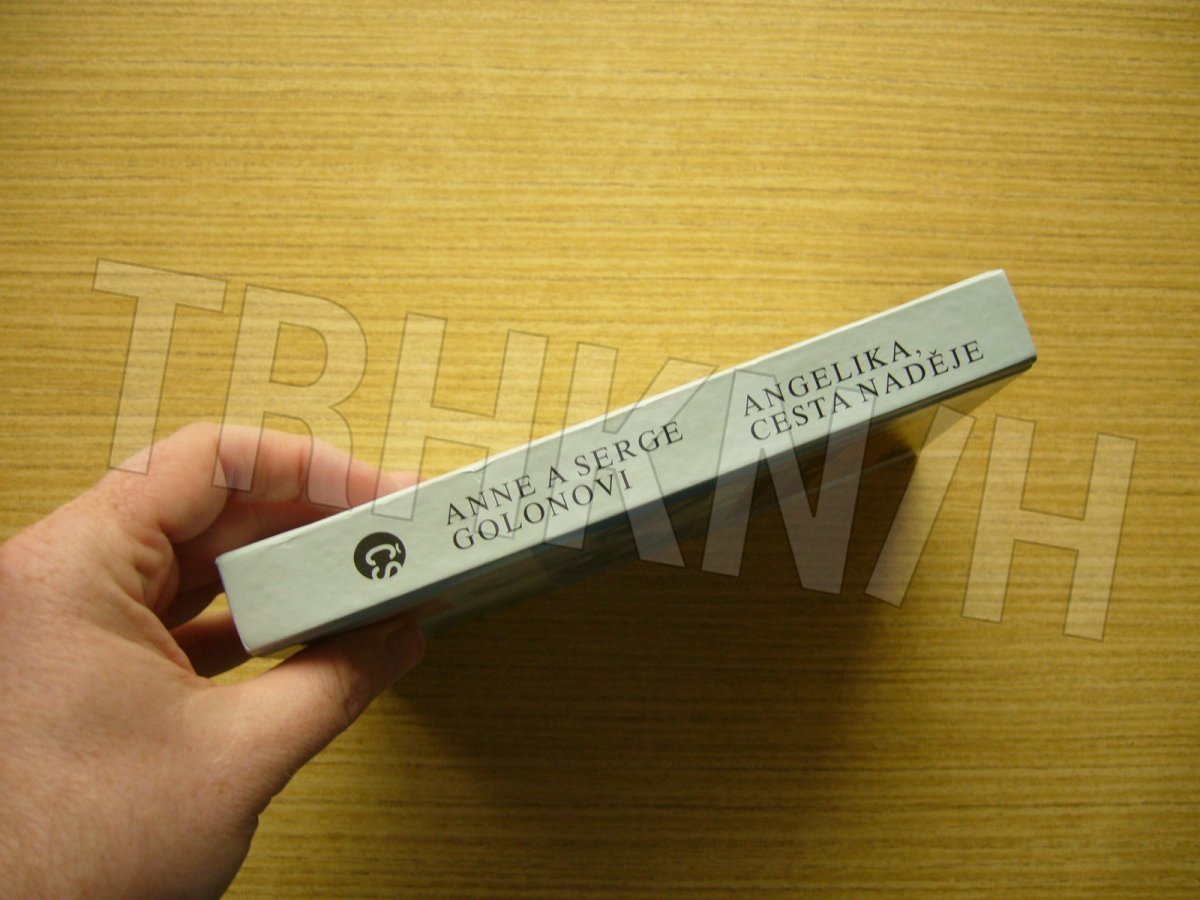 ČS
ANNE A SERGE
GOLONOVI
ANGELIKA,
CESTA NADĚJE
TRHKNIH